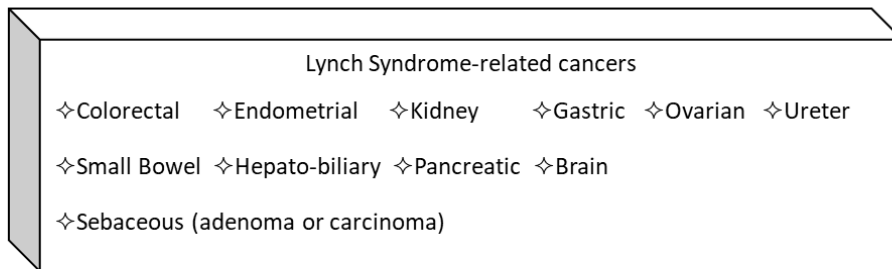 Lynch Syndrome-related cancers
✧Colorectal ✧Endometrial ✧Kidney ✧Gastric ✧Ovarian ✧Ureter
✧Small Bowel ✧Hepato-biliary ✧Pancreatic ✧Brain
✧Sebaceous (adenoma or carcinoma)